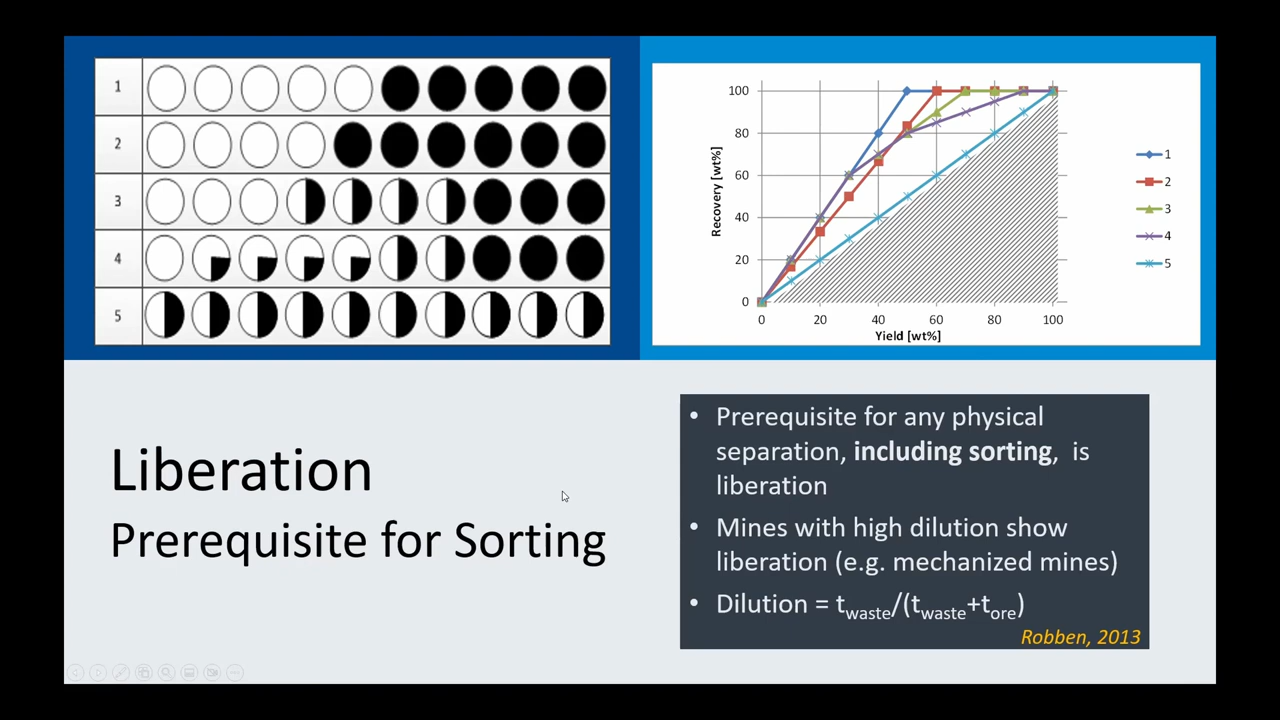 1
2
3
4
5
100
80
60
40
20
0
Recovery [wt%]
0 20 40 60 80 100
Yield [wt%]
1
2
3
4
5
Liberation
Prerequisite for Sorting
• Prerequisite for any physical
separation, including sorting, is
liberation
• Mines with high dilution show
liberation (e.g. mechanized mines)
• Dilution = twaste/(twaste+tore)
Robben, 2013